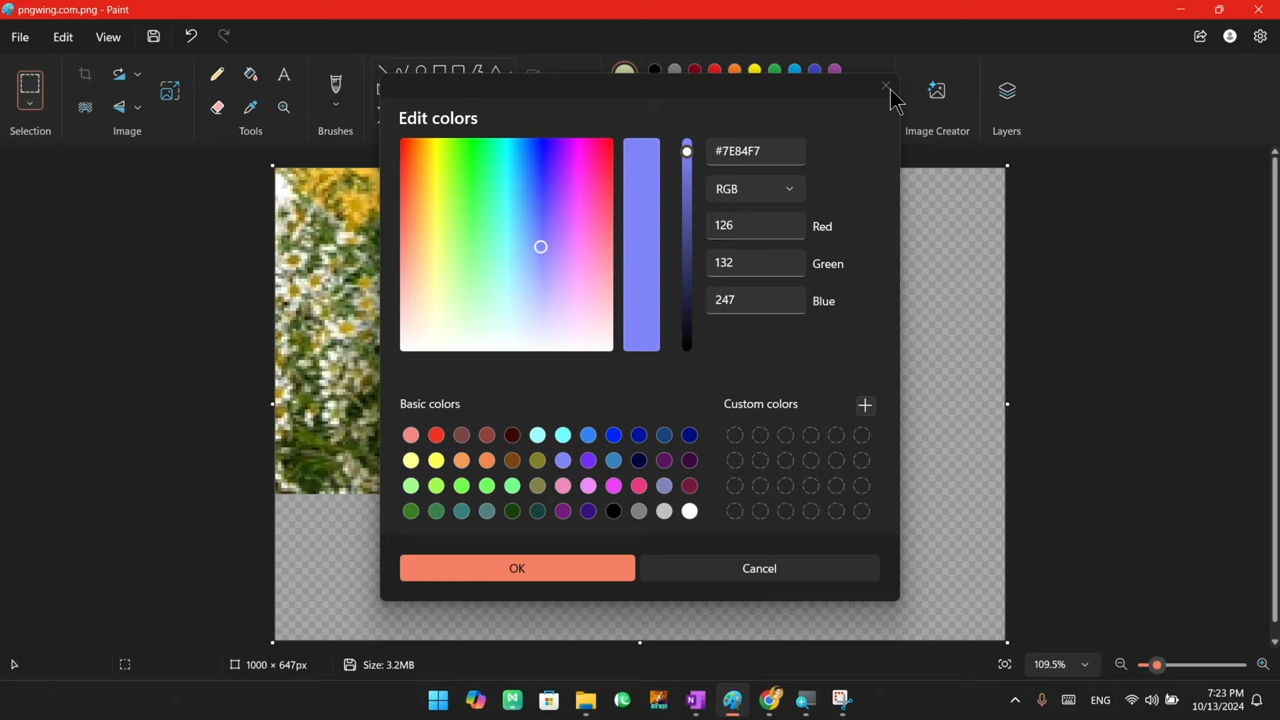 pngwing.com.png - Paint
File Edit View
Selection
Image
Tools
Brushes
Image Creator
Layers
Edit colors
#7E84F7
RGB
126 Red
132 Green
247 Blue
Basic colors
Custom colors
OK
Cancel
1000 × 647px
Size: 3.2MB
109.5%
ENG
7:23 PM
10/13/2024